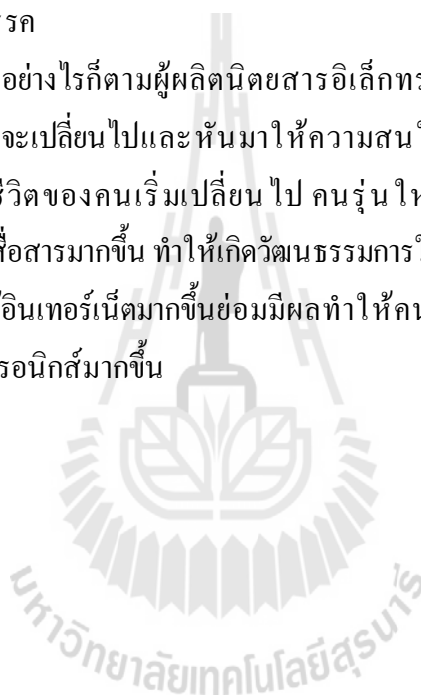 รรค
อย่างไรก็ตามผู้ผลิตนิตยสารอิเล็กทร
จะเปลี่ยนไปและหันมาให้ความสนใ
ชีวิตของคนเริ่มเปลี่ยน ไป คนรุ่น ให
สื่อสารมากขึ้น ทำให้เกิดวัฒนธรรมการใ
อินเทอร์เน็ตมากขึ้นย่อมมีผลทำให้คน
รอนิกส์มากขึ้น
มหาวิทยาลัยเทคโนโลยีสุรนารี